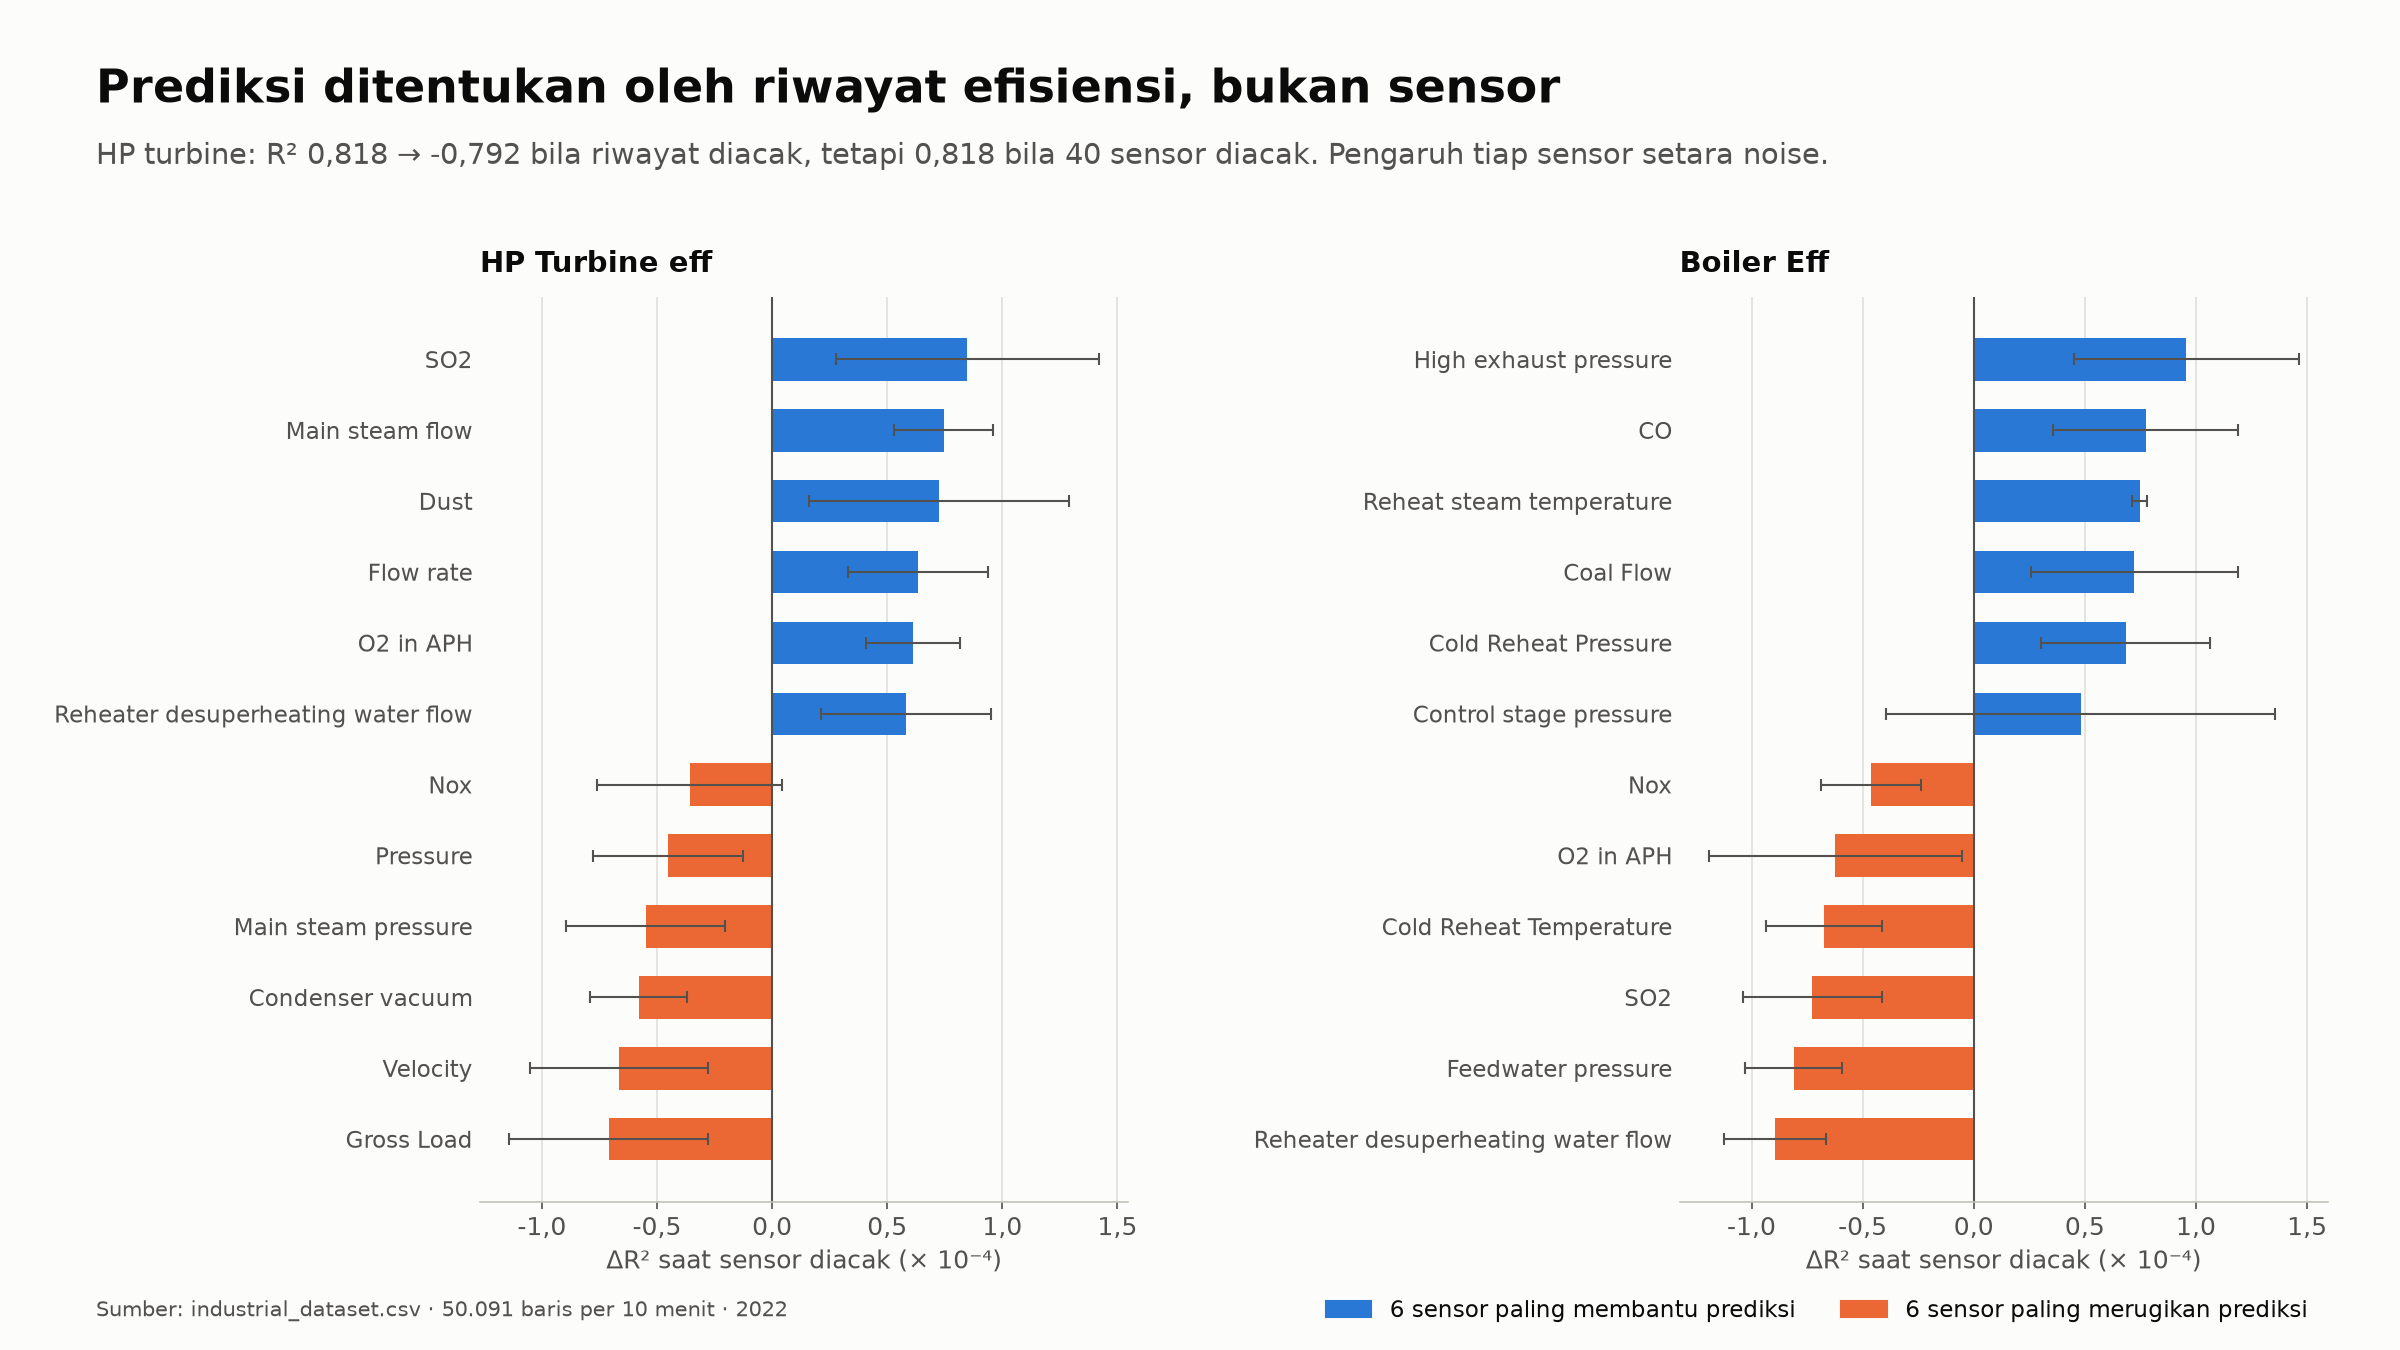 Prediksi ditentukan oleh riwayat efisiensi, bukan sensor
HP turbine: R² 0,818 → -0,792 bila riwayat diacak, tetapi 0,818 bila 40 sensor diacak. Pengaruh tiap sensor setara noise.
HP Turbine eff
SO2
Main steam flow
Dust
Flow rate
O2 in APH
Reheater desuperheating water flow
Nox
Pressure
Main steam pressure
Condenser vacuum
Velocity
Gross Load
-1,0 -0,5 0,0 0,5 1,0 1,5
ΔR² saat sensor diacak (× 10⁻⁴)
Boiler Eff
High exhaust pressure
CO
Reheat steam temperature
Coal Flow
Cold Reheat Pressure
Control stage pressure
Nox
O2 in APH
Cold Reheat Temperature
SO2
Feedwater pressure
Reheater desuperheating water flow
-1,0 -0,5 0,0 0,5 1,0 1,5
ΔR² saat sensor diacak (× 10⁻⁴)
Sumber: industrial_dataset.csv · 50.091 baris per 10 menit · 2022
6 sensor paling membantu prediksi
6 sensor paling merugikan prediksi